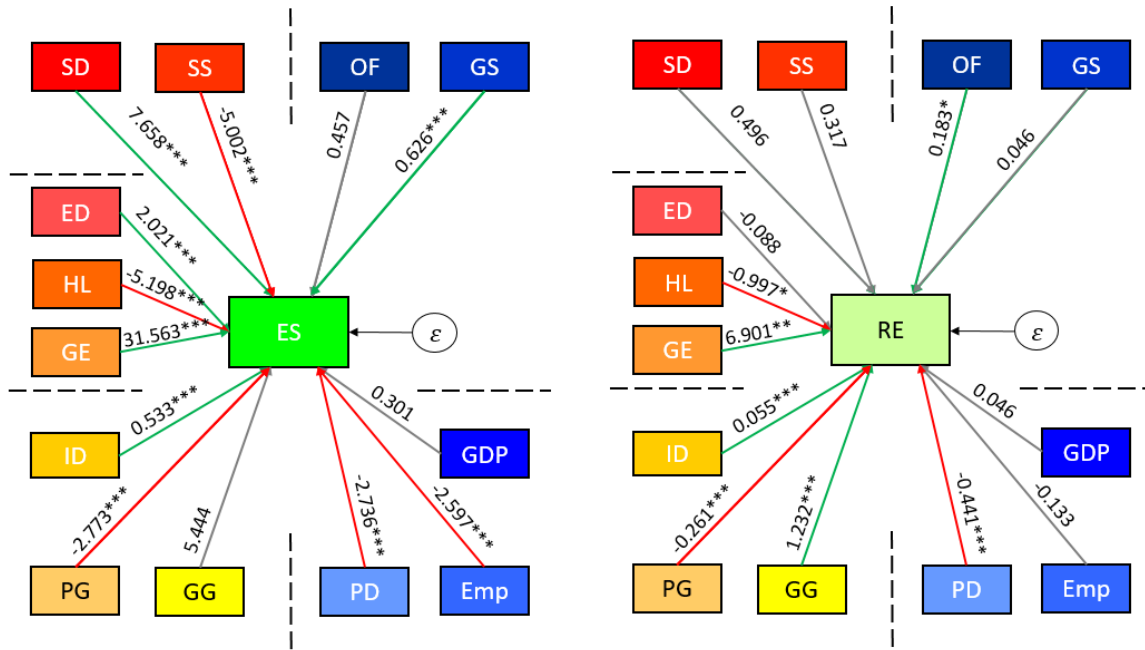 SD
SS
OF
GS
7.658***
-5.002***
0.457
0.626***
ED
2.021***
HL
-5.198***
GE
31.563***
ES
ε
ID
0.533***
0.301
GDP
-2.773***
5.444
-2.736***
-2.597***
PG
GG
PD
Emp
SD
SS
OF
GS
0.496
0.317
0.183*
0.046
ED
-0.088
HL
-0.997*
GE
6.901**
RE
ε
ID
0.055***
0.046
GDP
-0.261***
1.232***
-0.441***
-0.133
PG
GG
PD
Emp